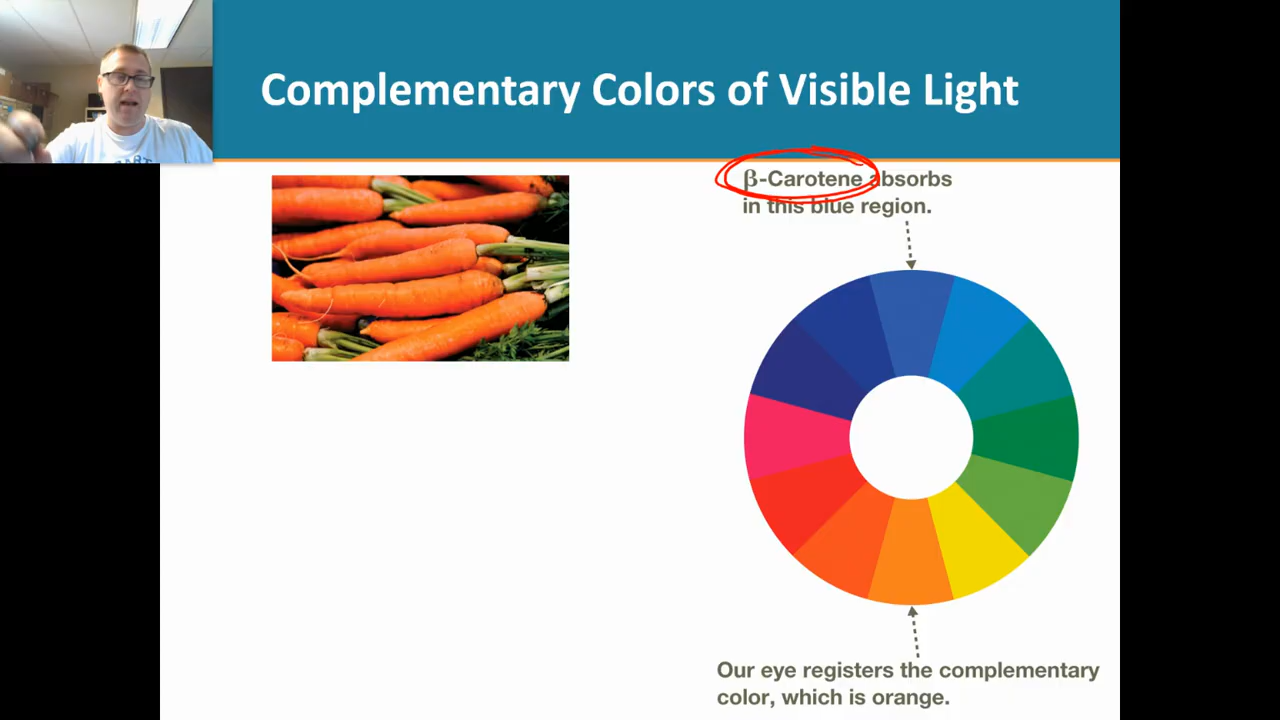 Complementary Colors of Visible Light
β-Carotene absorbs
in this blue region.
Our eye registers the complementary
color, which is orange.